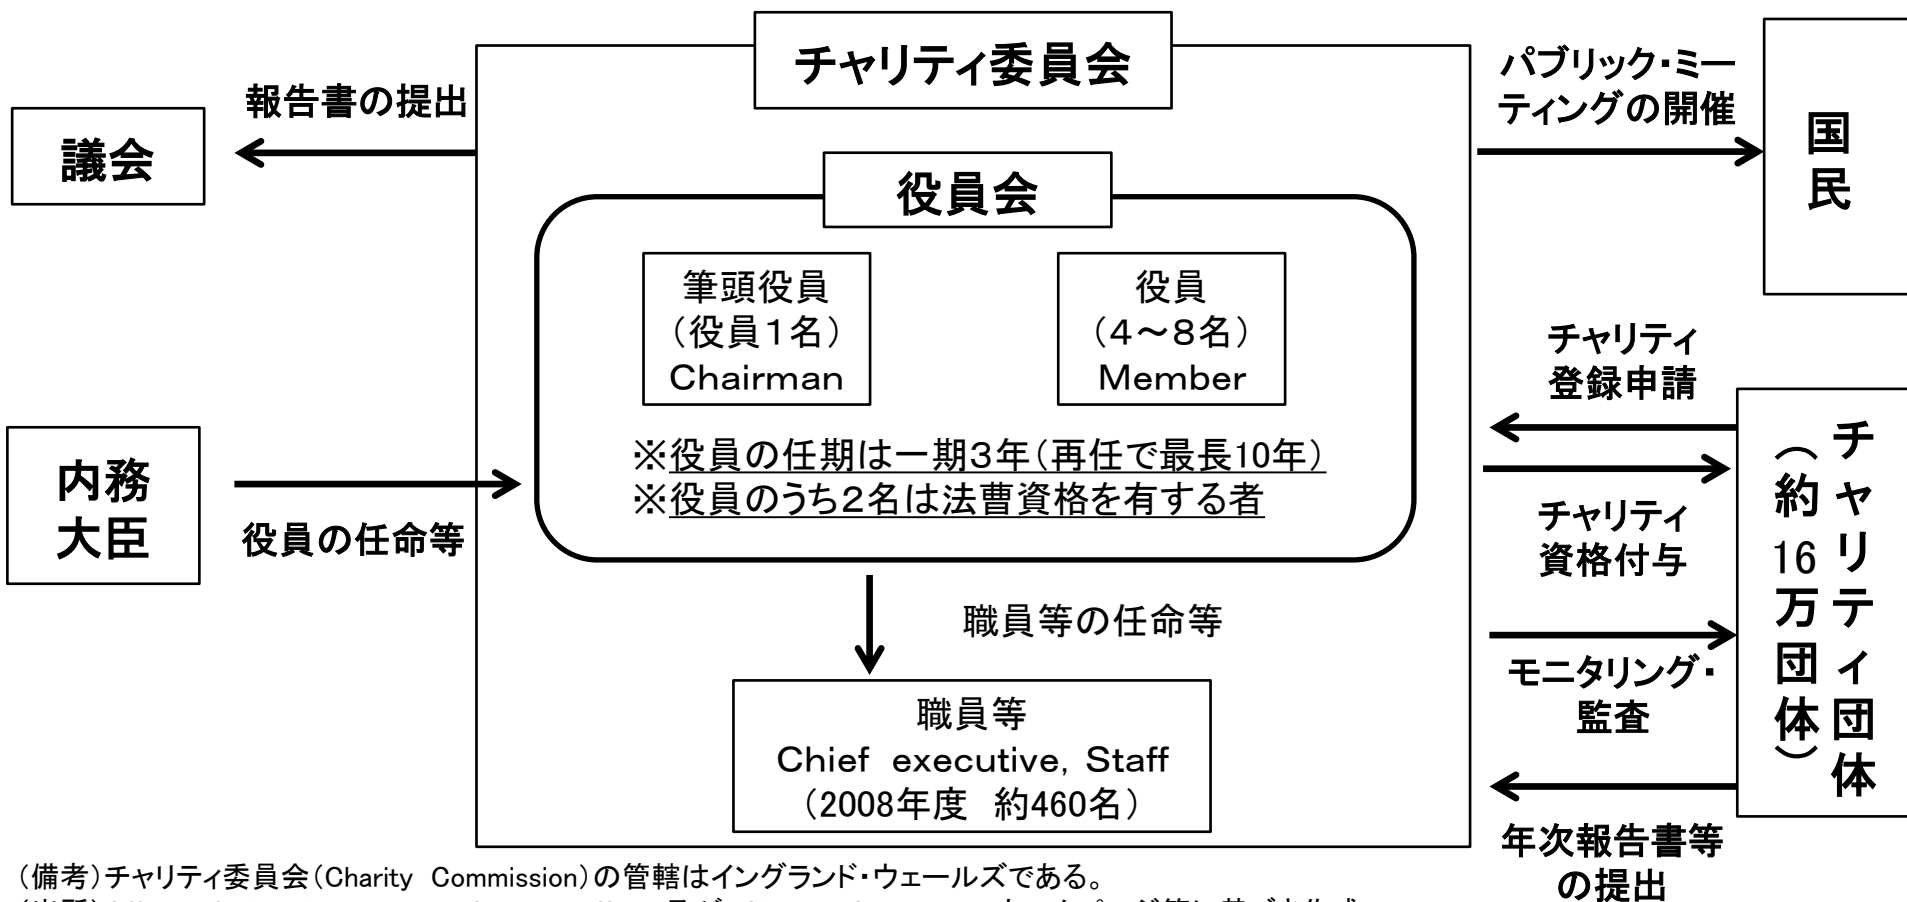 チャリティ委員会
報告書の提出
議会
役員会
筆頭役員
（役員１名）
Chairman
役員
（４～８名）
Member
※役員の任期は一期３年（再任で最長10年）
※役員のうち２名は法曹資格を有する者
内務
大臣
役員の任命等
職員等の任命等
職員等
Chief executive, Staff
（2008年度 約460名）
パブリック・ミー
ティングの開催
国
民
チャリティ
登録申請
チャリティ
資格付与
モニタリング・
監査
年次報告書等
の提出
チャリティ団体
（約16万団体）
（備考）チャリティ委員会（Charity Commission）の管轄はイングランド・ウェールズである。